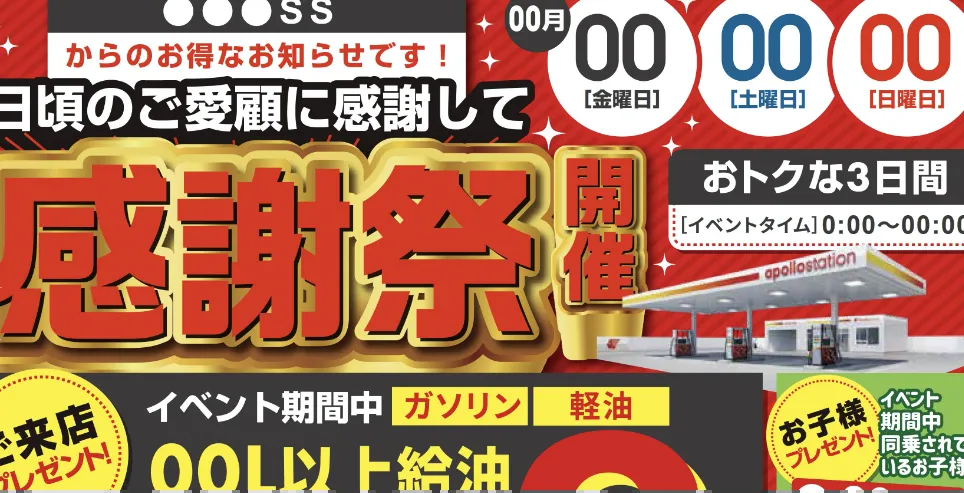 ●●●SS
からのお得なお知らせです!
日頃のご愛顧に感謝して
感謝祭
開催
00月
00
[金曜日]
00
[土曜日]
00
[日曜日]
おトクな3日間
[イベントタイム]0:00〜00:00
apollostation
ご来店
プレゼント!
イベント期間中 ガソリン 軽油
00L以上給油
お子様
プレゼント!
イベント
期間中
同乗されて
いるお子様